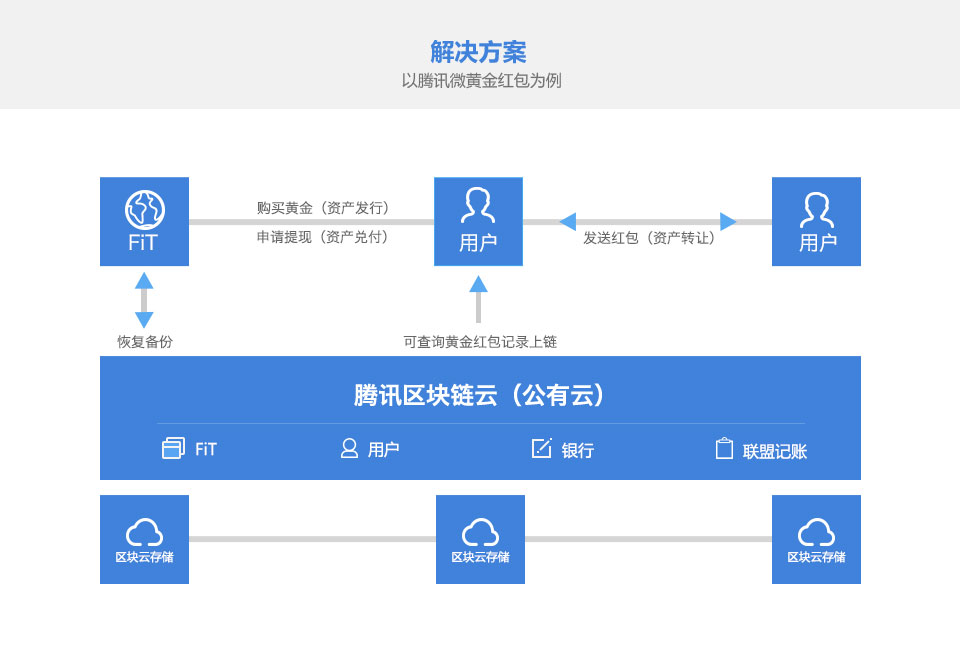 解决方案
以腾讯微黄金红包为例
FiT
购买黄金（资产发行）
申请提现（资产兑付）
用户
发送红包（资产转让）
用户
恢复备份
可查询黄金红包记录上链
腾讯区块链云（公有云）
FiT
用户
银行
联盟记账
区块云存储
区块云存储
区块云存储